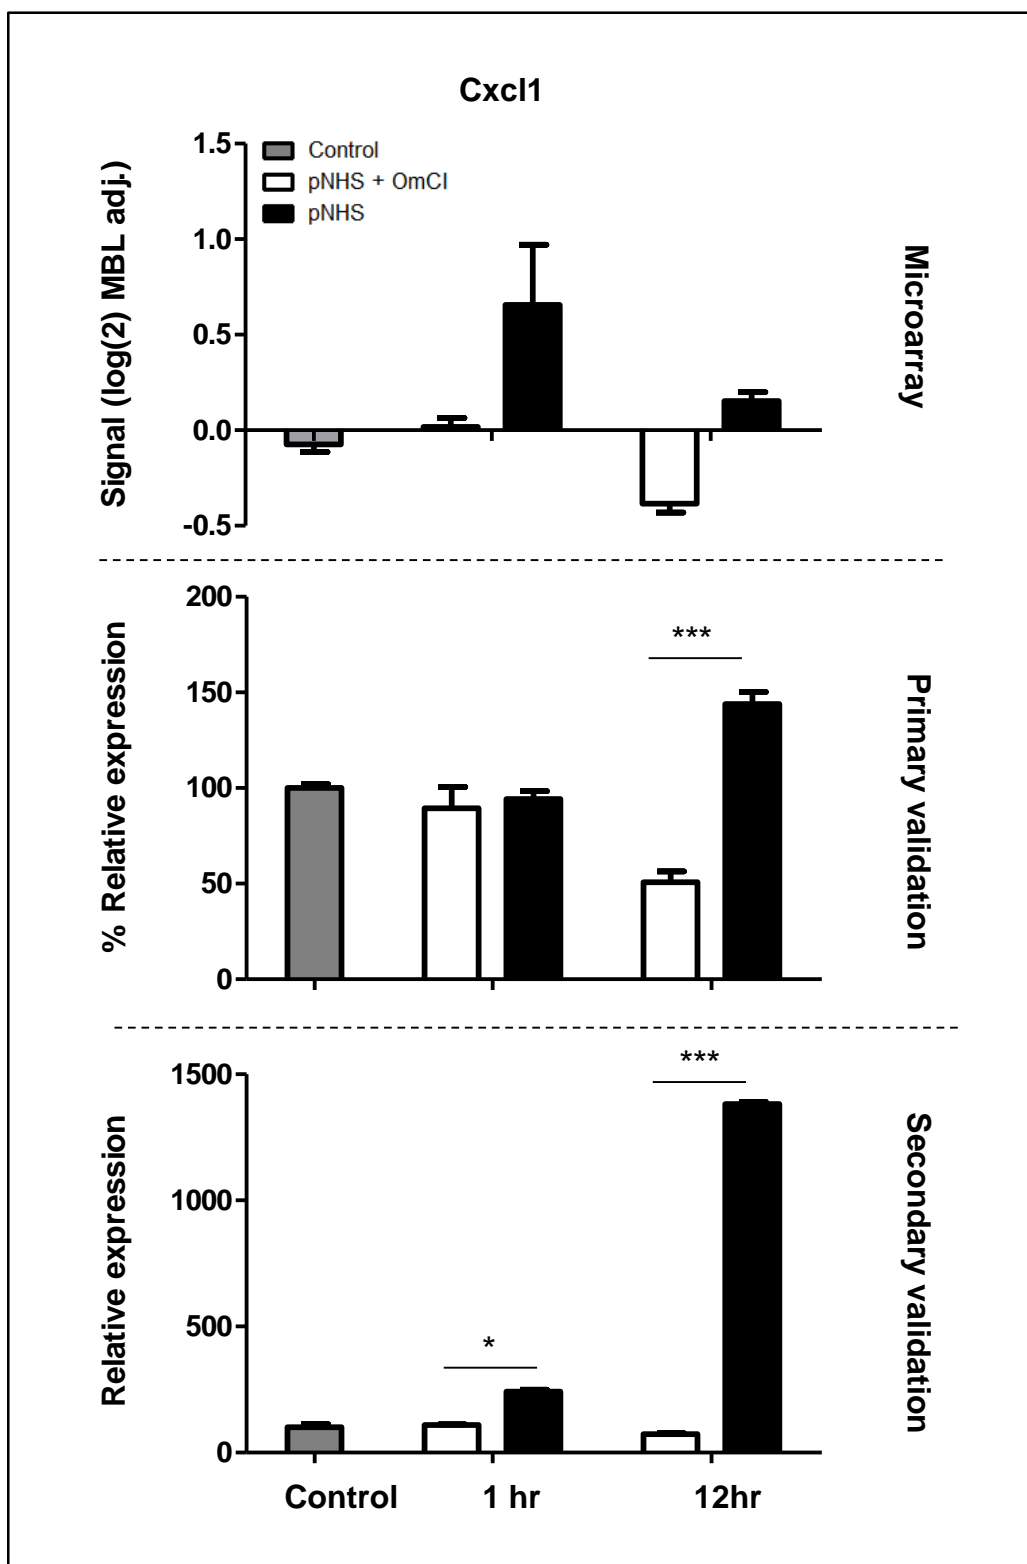 Cxcl1
Signal (log(2) MBL adj.)
1.5
1.0
0.5
0.0
-0.5
Control
pNHS + OmCI
pNHS
Microarray
% Relative expression
200
150
100
50
0
***
Primary validation
Relative expression
1500
1000
500
0
*
***
Secondary validation
Control 1 hr 12hr